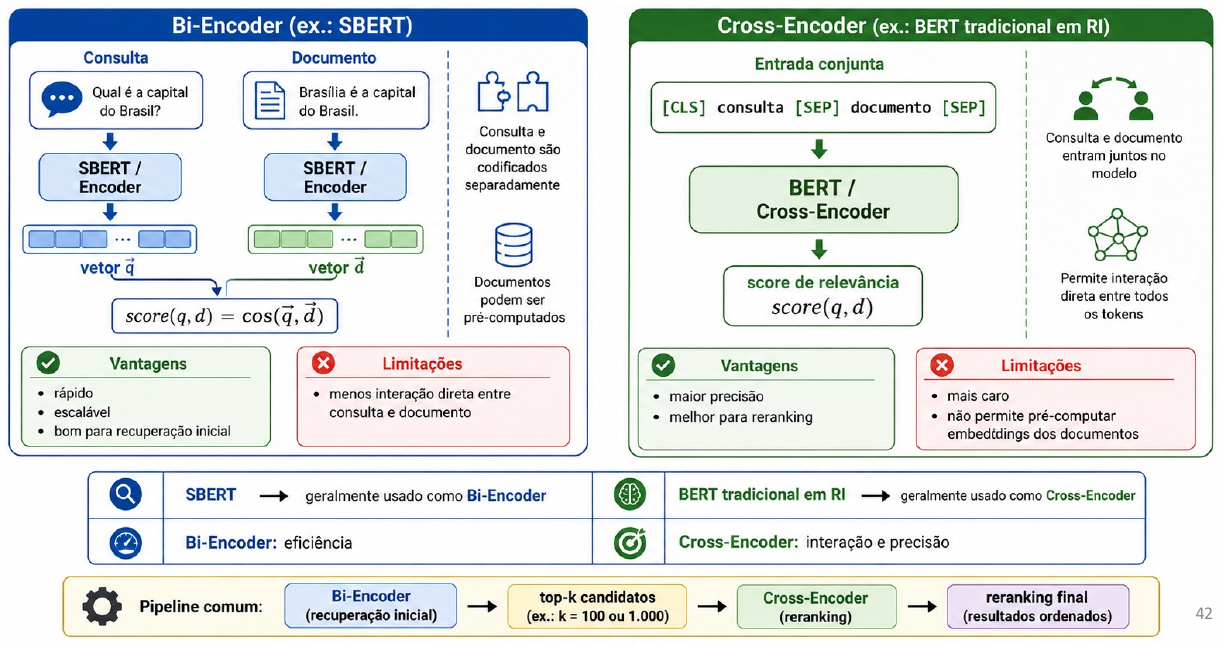 Bi-Encoder (ex.: SBERT)
Consulta
Documento
Qual é a capital
do Brasil?
Brasília é a capital
do Brasil.
SBERT /
Encoder
SBERT /
Encoder
...
...
vetor q⃗
vetor d⃗
score(q, d) = cos(q⃗, d⃗)
Consulta e
documento são
codificados
separadamente
Documentos
podem ser
pré-computados
Vantagens
• rápido
• escalável
• bom para recuperação inicial
Limitações
• menos interação direta entre
consulta e documento
Cross-Encoder (ex.: BERT tradicional em RI)
Entrada conjunta
[CLS] consulta [SEP] documento [SEP]
BERT /
Cross-Encoder
score de relevância
score(q, d)
Consulta e documento
entram juntos no
modelo
Permite interação
direta entre todos
os tokens
Vantagens
• maior precisão
• melhor para reranking
Limitações
• mais caro
• não permite pré-computar
embedtdings dos documentos
SBERT → geralmente usado como Bi-Encoder
BERT tradicional em RI → geralmente usado como Cross-Encoder
Bi-Encoder: eficiência
Cross-Encoder: interação e precisão
Pipeline comum:
Bi-Encoder
(recuperação inicial)
→
top-k candidatos
(ex.: k = 100 ou 1.000)
→
Cross-Encoder
(reranking)
→
reranking final
(resultados ordenados)
42